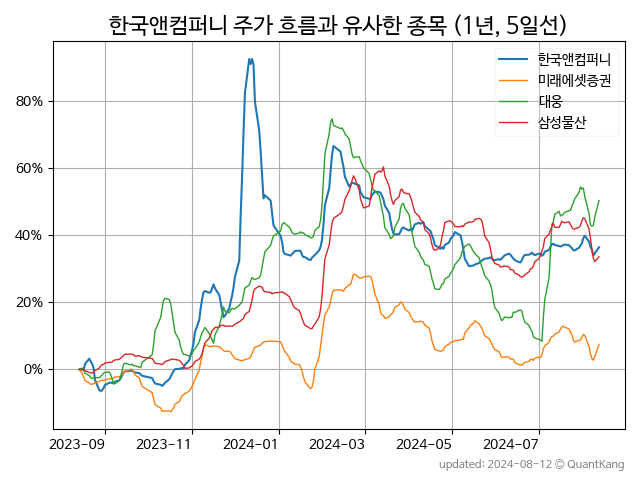 한국앤컴퍼니 주가 흐름과 유사한 종목 (1년, 5일선)
한국앤컴퍼니
미래에셋증권
대웅
삼성물산
80%
60%
40%
20%
0%
2023-09 2023-11 2024-01 2024-03 2024-05 2024-07
updated: 2024-08-12 © QuantKang